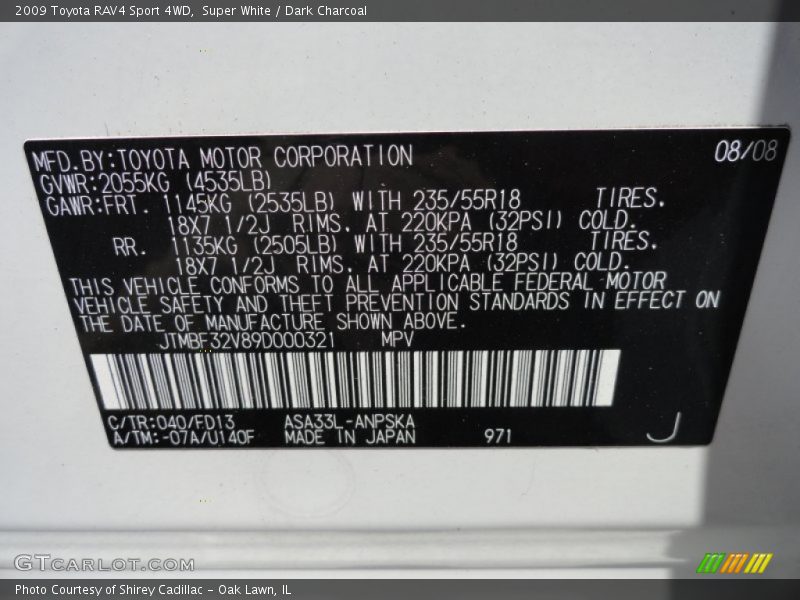 2009 Toyota RAV4 Sport 4WD, Super White / Dark Charcoal
MFD.BY:TOYOTA MOTOR CORPORATION 08/08
GVWR:2055KG (4535LB)
GAWR:FRT. 1145KG (2535LB) WITH 235/55R18 TIRES.
18X7 1/2J RIMS. AT 220KPA (32PSI) COLD.
RR. 1135KG (2505LB) WITH 235/55R18 TIRES.
18X7 1/2J RIMS. AT 220KPA (32PSI) COLD.
THIS VEHICLE CONFORMS TO ALL APPLICABLE FEDERAL MOTOR
VEHICLE SAFETY AND THEFT PREVENTION STANDARDS IN EFFECT ON
THE DATE OF MANUFACTURE SHOWN ABOVE.
JTMBF32V89D000321 MPV
C/TR:040/FD13 ASA33L-ANPSKA
A/TM:-07A/U140F MADE IN JAPAN 971 J
GTCARLOT.COM
Photo Courtesy of Shirey Cadillac - Oak Lawn, IL